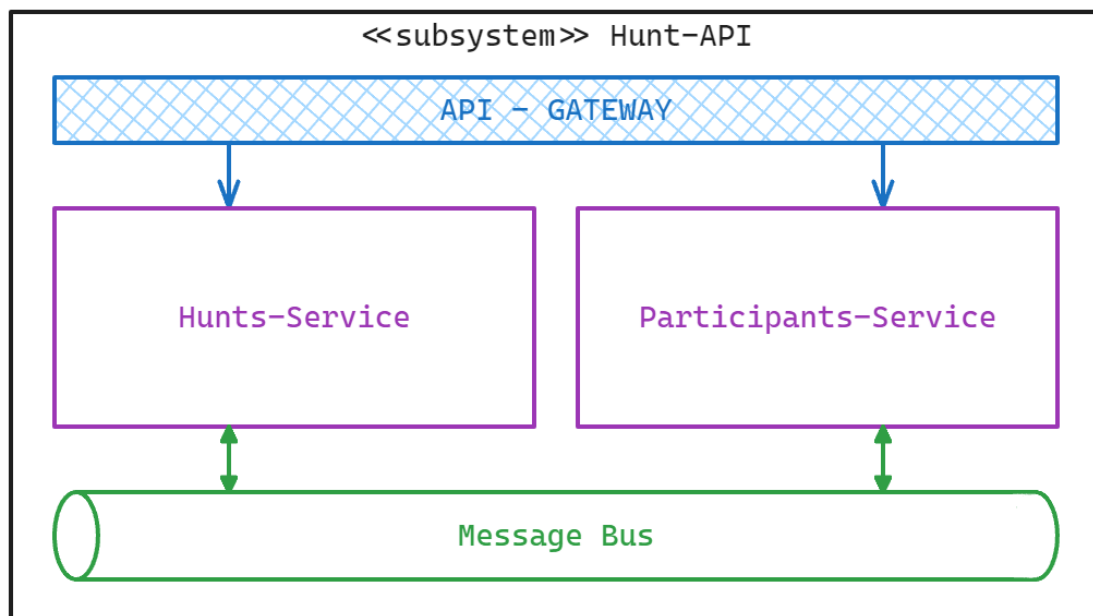 ≪subsystem≫ Hunt-API
API - GATEWAY
Hunts-Service
Participants-Service
Message Bus